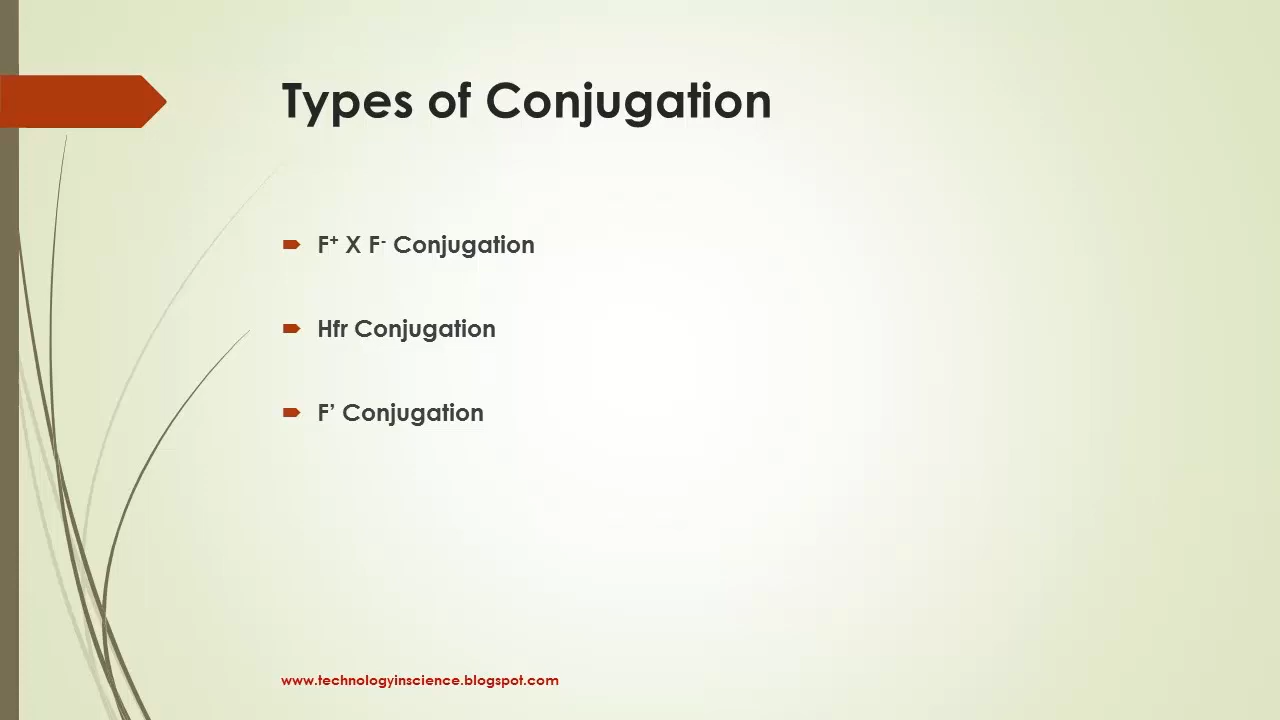 Types of Conjugation
F⁺ X F⁻ Conjugation
Hfr Conjugation
F’ Conjugation
www.technologyinscience.blogspot.com